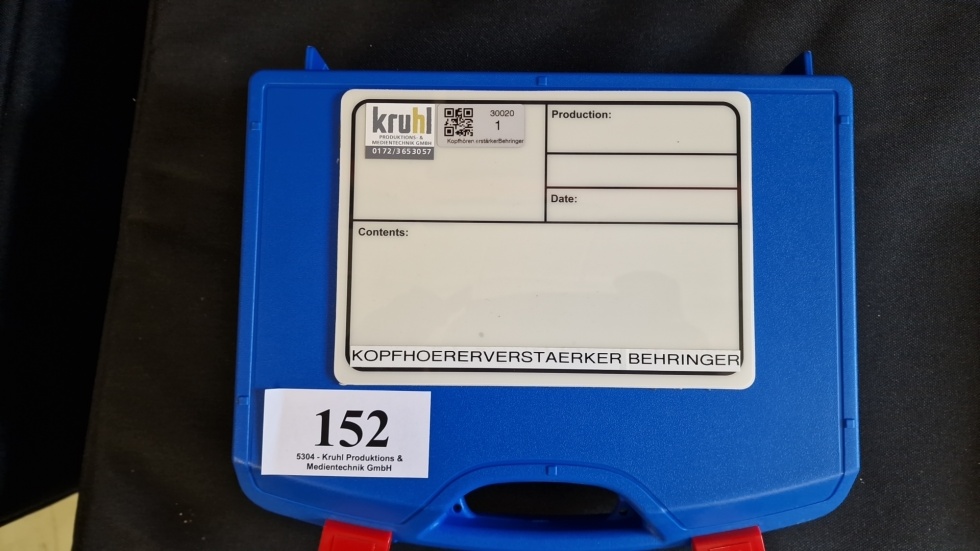 kruhl
PRODUKTIONS- &
MEDIENTECHNIK GMBH
0172/3653057
30020
1
Production:
Date:
Contents:
KOPFHOERERVERSTAERKER BEHRINGER
152
5304 - Kruhl Produktions &
Medientechnik GmbH